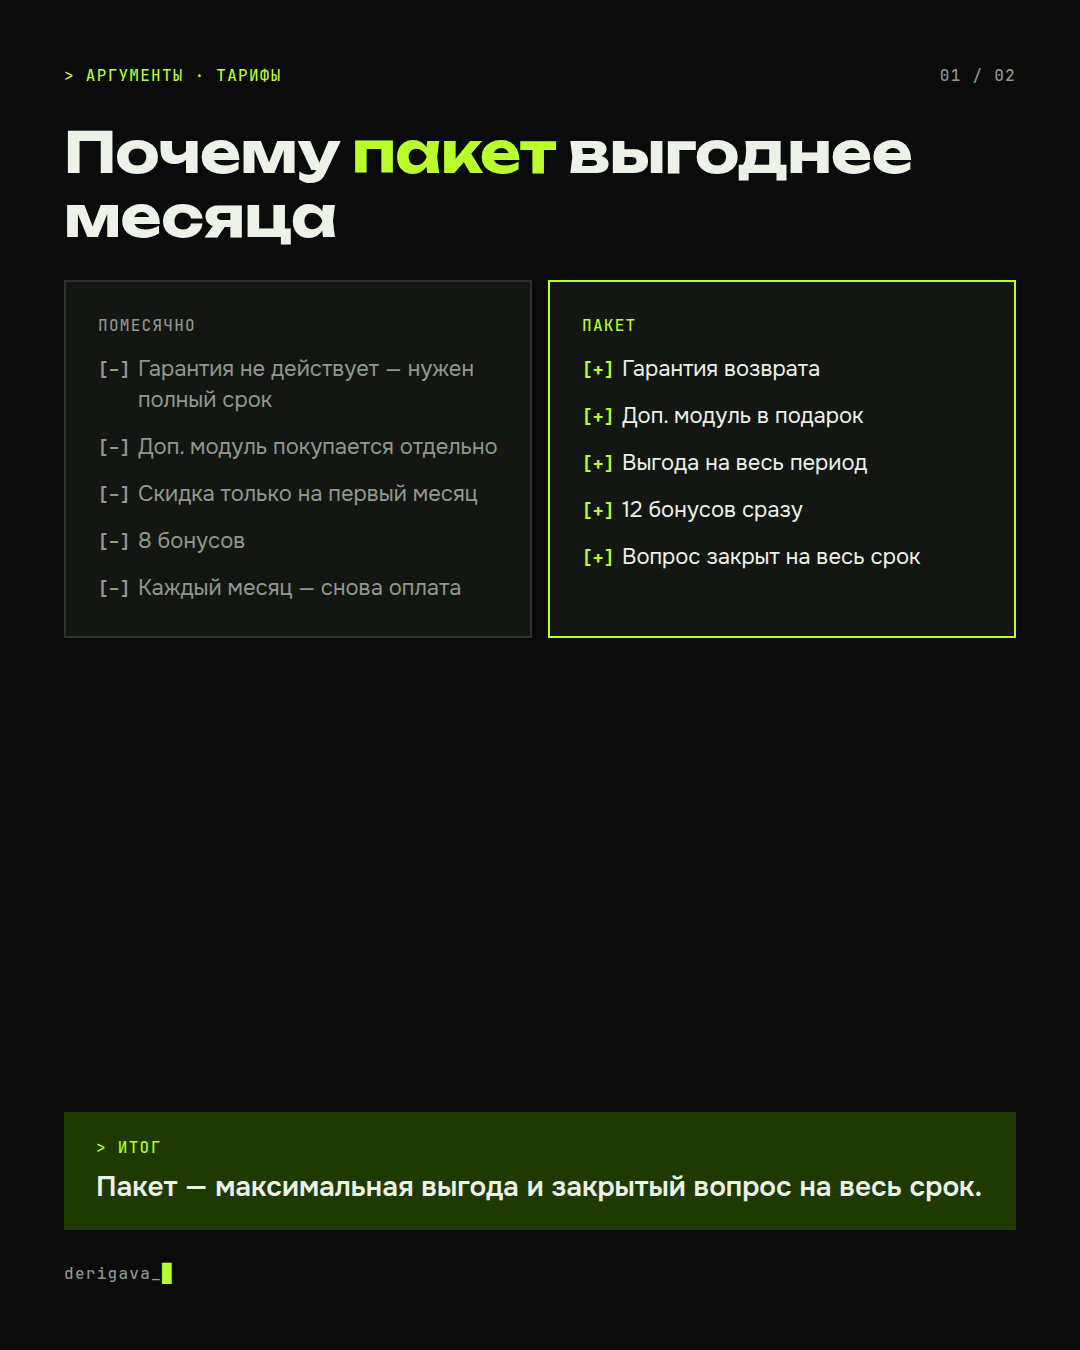 > АРГУМЕНТЫ · ТАРИФЫ
01 / 02
Почему пакет выгоднее
месяца
ПОМЕСЯЧНО
[-] Гарантия не действует — нужен
полный срок
[-] Доп. модуль покупается отдельно
[-] Скидка только на первый месяц
[-] 8 бонусов
[-] Каждый месяц — снова оплата
ПАКЕТ
[+] Гарантия возврата
[+] Доп. модуль в подарок
[+] Выгода на весь период
[+] 12 бонусов сразу
[+] Вопрос закрыт на весь срок
> ИТОГ
Пакет — максимальная выгода и закрытый вопрос на весь срок.
derigava_